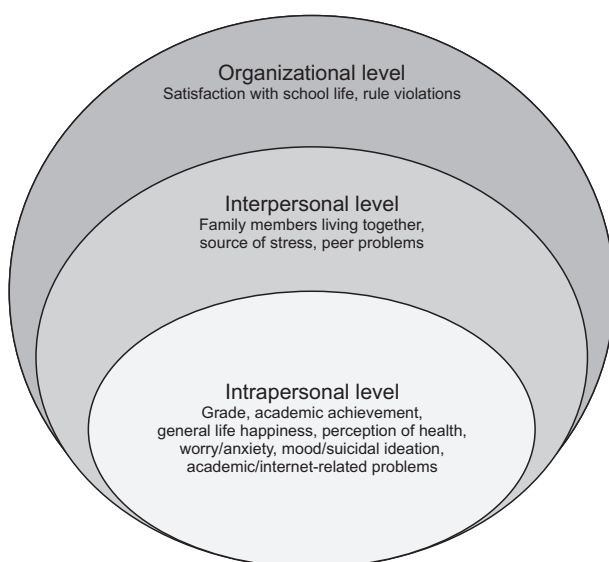 Organizational level
Satisfaction with school life, rule violations
Interpersonal level
Family members living together,
source of stress, peer problems
Intrapersonal level
Grade, academic achievement,
general life happiness, perception of health,
worry/anxiety, mood/suicidal ideation,
academic/internet-related problems